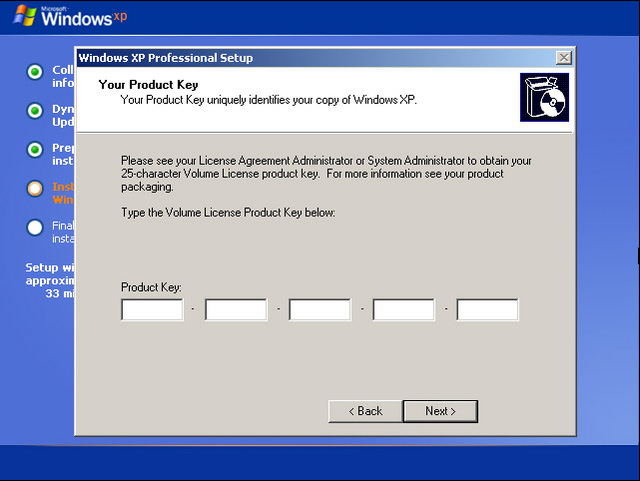 Microsoft
Windows xp
Windows XP Professional Setup
Your Product Key
Your Product Key uniquely identifies your copy of Windows XP.
Coll
info
Dyn
Upd
Prep
inst
Inst
Win
Final
insta
Setup wi
approxim
33 mi
Please see your License Agreement Administrator or System Administrator to obtain your
25-character Volume License product key. For more information see your product
packaging.
Type the Volume License Product Key below:
Product Key:
- - - -
< Back
Next >